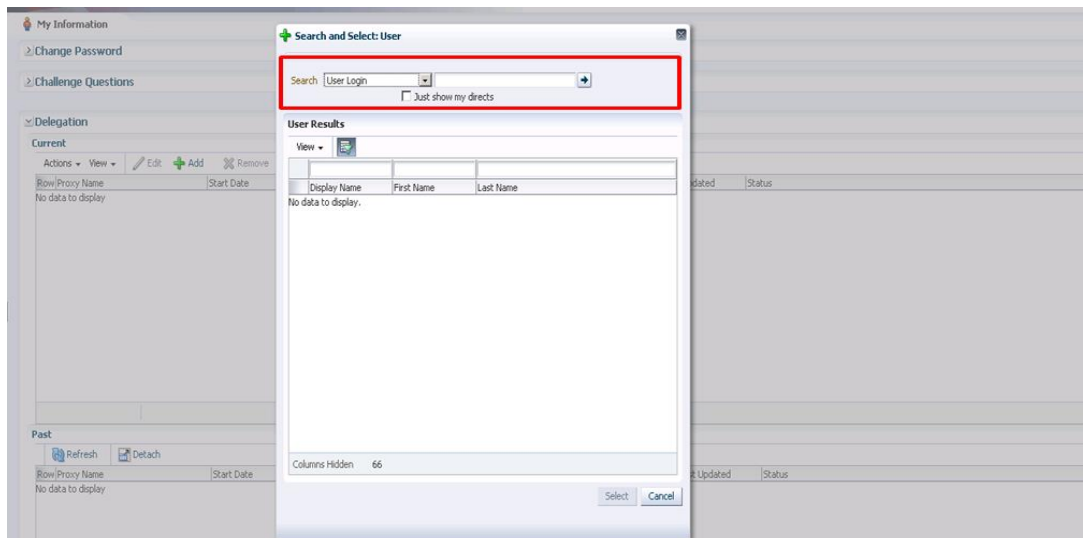 My Information
Change Password
Challenge Questions
Delegation
Current
Actions View Edit Add Remove
Row Proxy Name Start Date dated Status
No data to display
Past
Refresh Detach
Row Proxy Name Start Date t Updated Status
No data to display
Search and Select: User
Search User Login
Just show my directs
User Results
View
Display Name First Name Last Name
No data to display.
Columns Hidden 66
Select Cancel